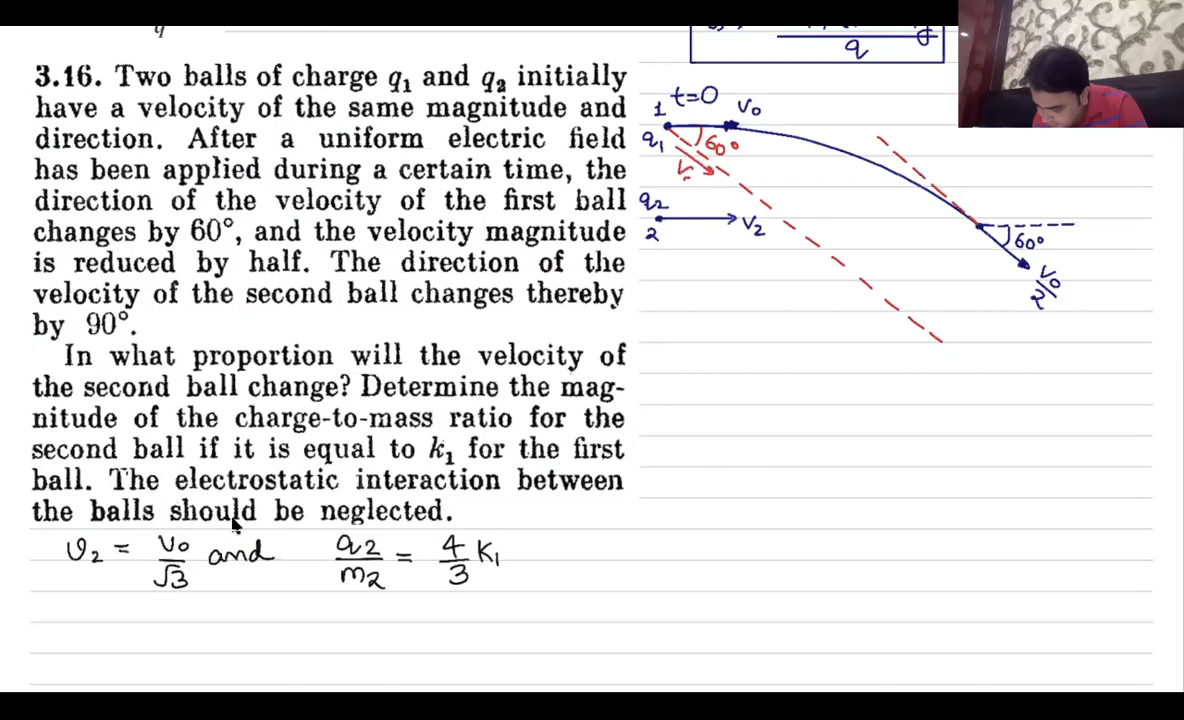 q
q
3.16. Two balls of charge q₁ and q₂ initially
have a velocity of the same magnitude and
direction. After a uniform electric field
has been applied during a certain time, the
direction of the velocity of the first ball
changes by 60°, and the velocity magnitude
is reduced by half. The direction of the
velocity of the second ball changes thereby
by 90°.
In what proportion will the velocity of
the second ball change? Determine the mag-
nitude of the charge-to-mass ratio for the
second ball if it is equal to k₁ for the first
ball. The electrostatic interaction between
the balls should be neglected.
v₂ = v₀/√3 and q₂/m₂ = 4/3 K₁
1 t=0 v₀
q₁ 60°
q₂
2 v₂
60°
v₀/2